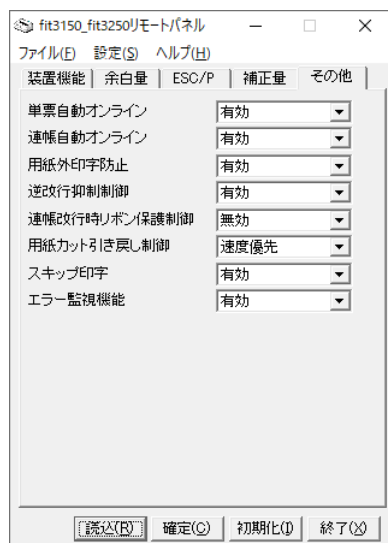 fit3150_fit3250リモートパネル
ファイル(F) 設定(S) ヘルプ(H)
装置機能 余白量 ESC/P 補正量 その他
単票自動オンライン 有効
連帳自動オンライン 有効
用紙外印字防止 有効
逆改行抑制制御 有効
連帳改行時リボン保護制御 無効
用紙カット引き戻し制御 速度優先
スキップ印字 有効
エラー監視機能 有効
読込(R) 確定(C) 初期化(I) 終了(X)